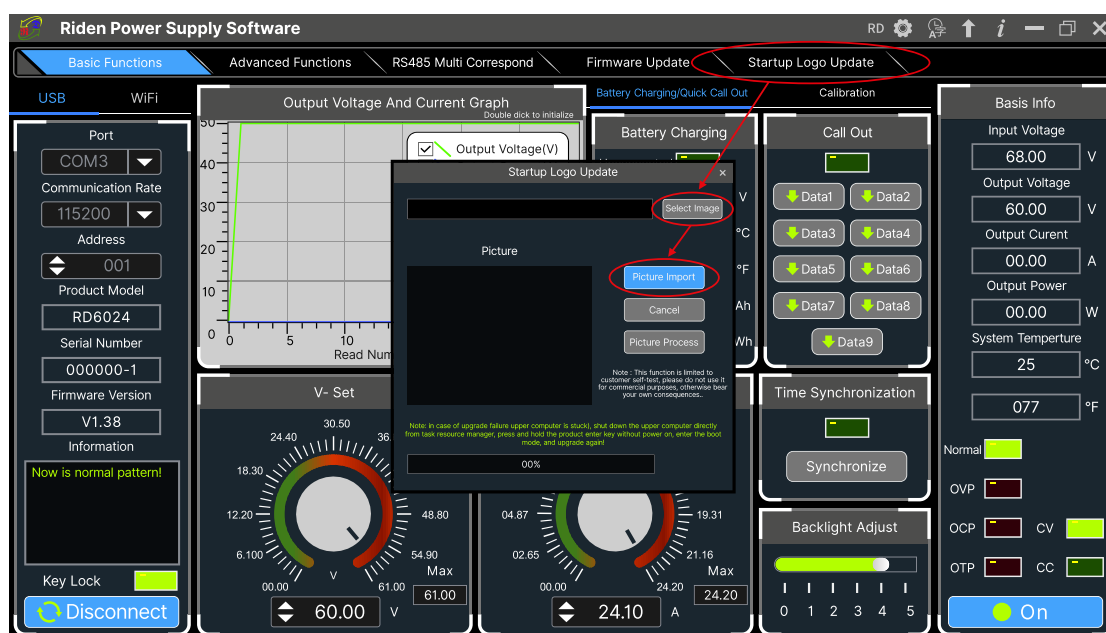 Riden Power Supply Software
RD
Basic Functions
Advanced Functions
RS485 Multi Correspond
Firmware Update
Startup Logo Update
USB
WiFi
Port
COM3
Communication Rate
115200
Address
001
Product Model
RD6024
Serial Number
000000-1
Firmware Version
V1.38
Information
Now is normal pattern!
Key Lock
Disconnect
Output Voltage And Current Graph
Double dick to initialize
Output Voltage(V)
50
40
30
20
10
0
0
5
10
Read Num
Startup Logo Update
×
Select Image
Picture
Picture Import
Cancel
Picture Process
Note : This function is limited to
customer self-test, please do not use it
for commercial purposes, otherwise bear
your own consequences..
Note: in case of upgrade failure upper computer is stuck), shut down the upper computer directly
from task resource manager, press and hold the product enter key without power on, enter the boot
mode, and upgrade again!
00%
Battery Charging/Quick Call Out
Calibration
Battery Charging
V
°C
°F
Ah
Wh
Call Out
Data1
Data2
Data3
Data4
Data5
Data6
Data7
Data8
Data9
V- Set
30.50
24.40
36.
18.30
12.20
48.80
6.100
54.90
V
00.00
61.00
Max
61.00
60.00
V
04.87
19.31
02.65
21.16
00.00
24.20
Max
24.20
24.10
A
Time Synchronization
Synchronize
Backlight Adjust
0 1 2 3 4 5
Basis Info
Input Voltage
68.00 V
Output Voltage
60.00 V
Output Curent
00.00 A
Output Power
00.00 W
System Temperture
25 °C
077 °F
Normal
OVP
OCP
CV
OTP
CC
On